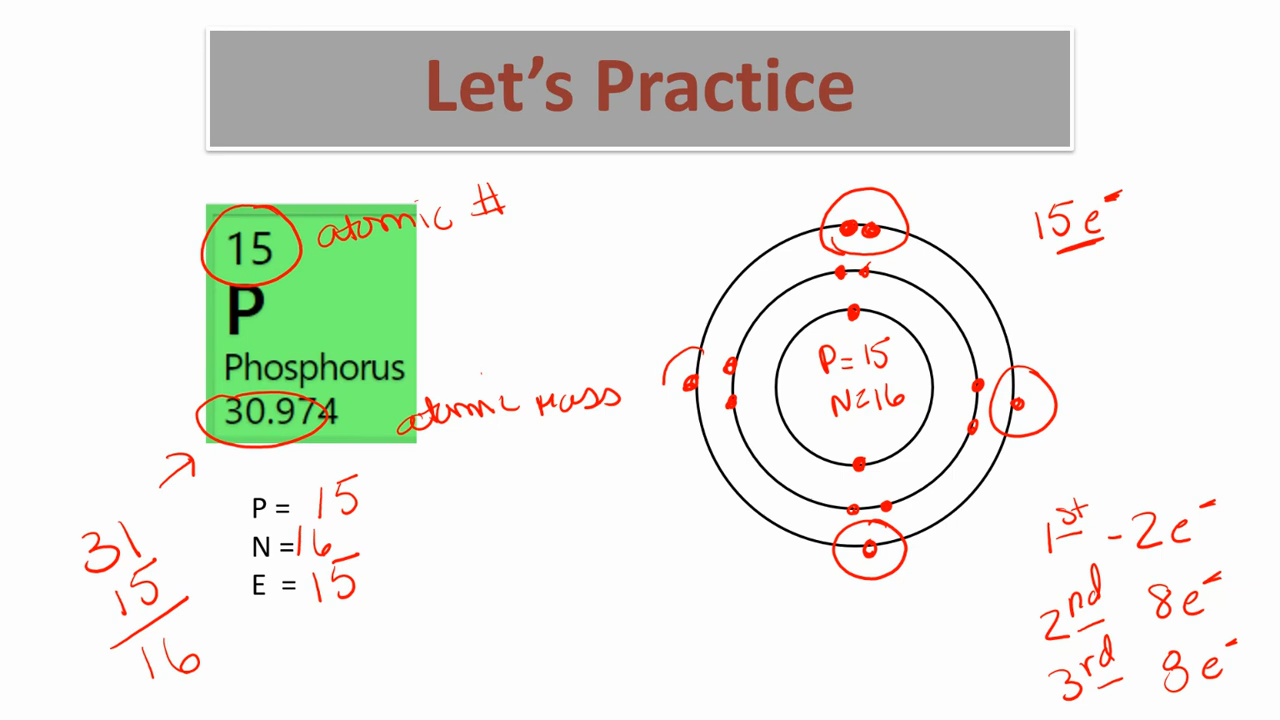 Let's Practice
15
atomic #
P
Phosphorus
30.974
atomic mass
P = 15
N = 16
E = 15
31
15
16
P = 15
N = 16
15 e⁻
1st - 2e⁻
2nd 8e⁻
3rd 8e⁻